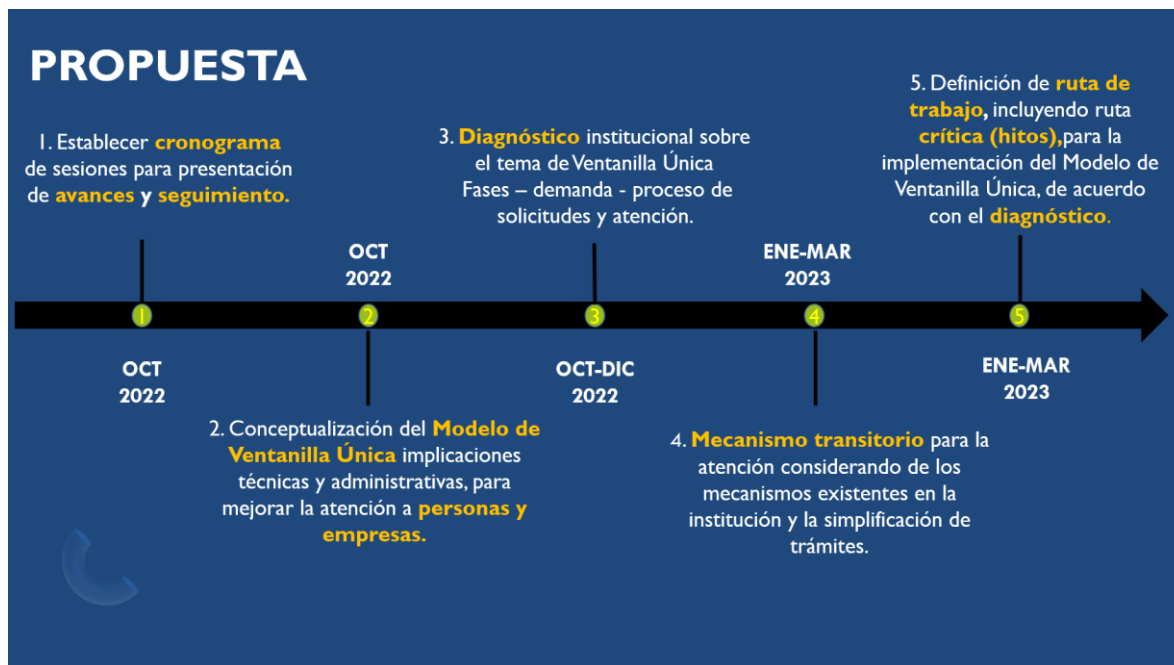 PROPUESTA
1. Establecer cronograma
de sesiones para presentación
de avances y seguimiento.
OCT
2022
1
2
OCT
2022
2. Conceptualización del Modelo de
Ventanilla Única implicaciones
técnicas y administrativas, para
mejorar la atención a personas y
empresas.
3. Diagnóstico institucional sobre
el tema de Ventanilla Única
Fases – demanda - proceso de
solicitudes y atención.
3
OCT-DIC
2022
ENE-MAR
2023
4
4. Mecanismo transitorio para la
atención considerando de los
mecanismos existentes en la
institución y la simplificación de
trámites.
5. Definición de ruta de
trabajo, incluyendo ruta
crítica (hitos),para la
implementación del Modelo de
Ventanilla Única, de acuerdo
con el diagnóstico.
5
ENE-MAR
2023